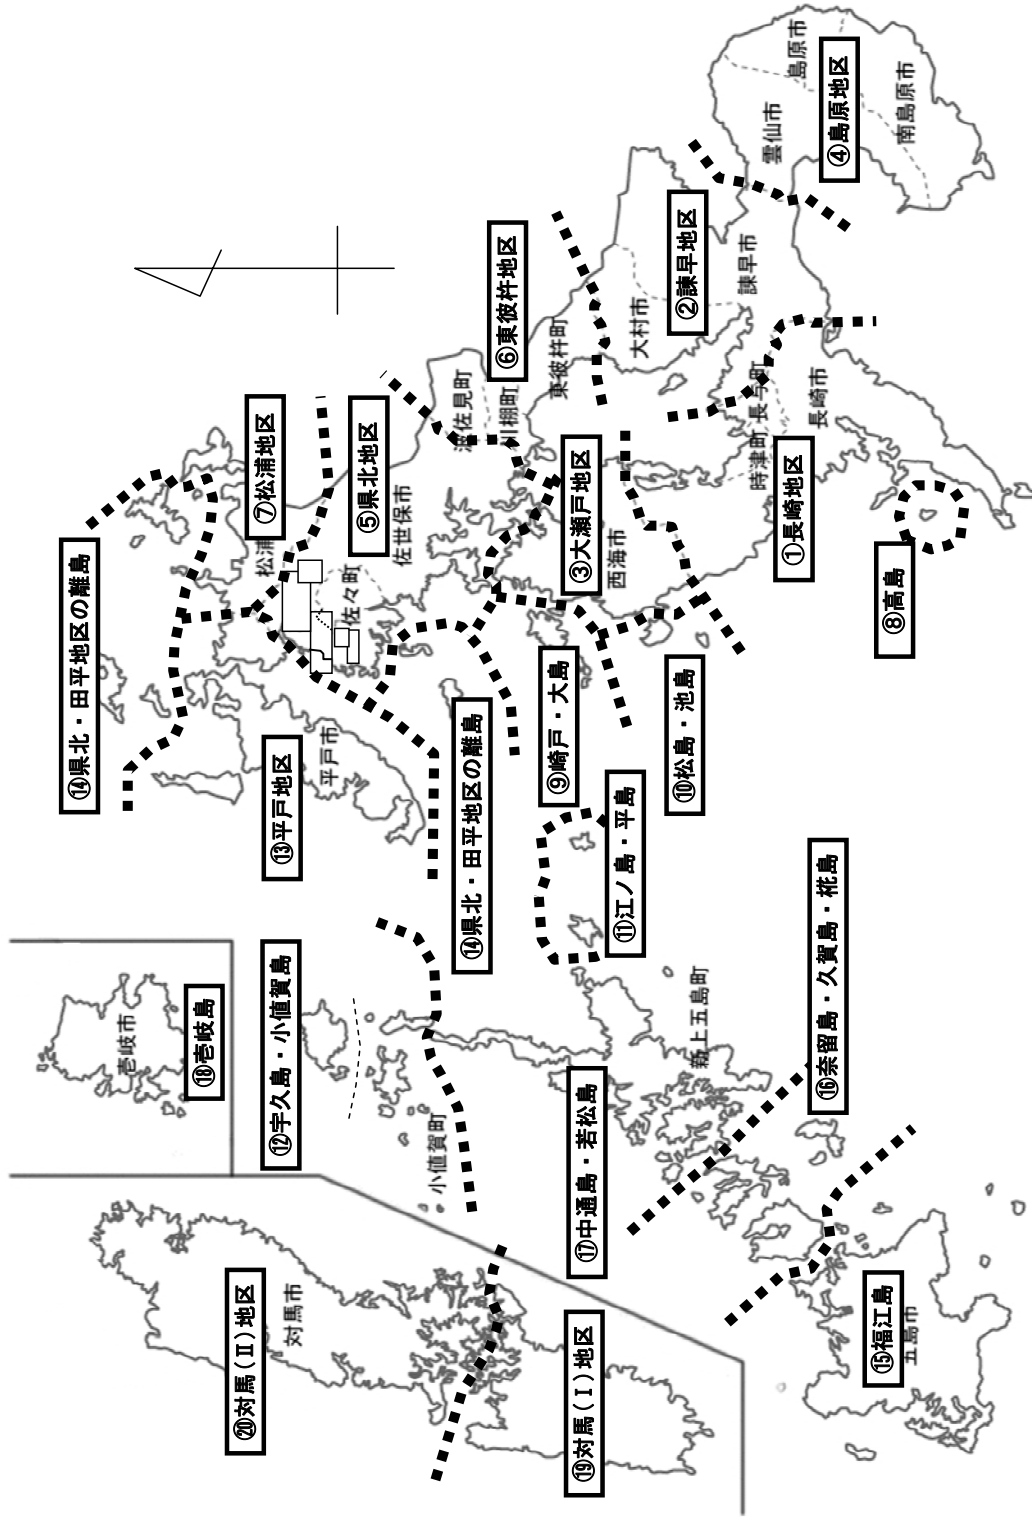 ⑭県北・田平地区の離島
⑦松浦地区
松浦
⑤県北地区
佐々町
佐世保市
波佐見町
川棚町
⑥東彼杵地区
東彼杵町
大村市
②諫早地区
諫早市
雲仙市
島原市
④島原地区
南島原市
⑬平戸地区
平戸市
⑭県北・田平地区の離島
③大瀬戸地区
西海市
時津町
長与町
長崎市
①長崎地区
⑧高島
⑨崎戸・大島
⑩松島・池島
⑪江ノ島・平島
壱岐市
⑱壱岐島
⑫宇久島・小値賀島
小値賀町
新上五島町
⑰中通島・若松島
⑯奈留島・久賀島・椛島
⑳対馬(Ⅱ)地区
対馬市
⑲対馬(Ⅰ)地区
⑮福江島
五島市